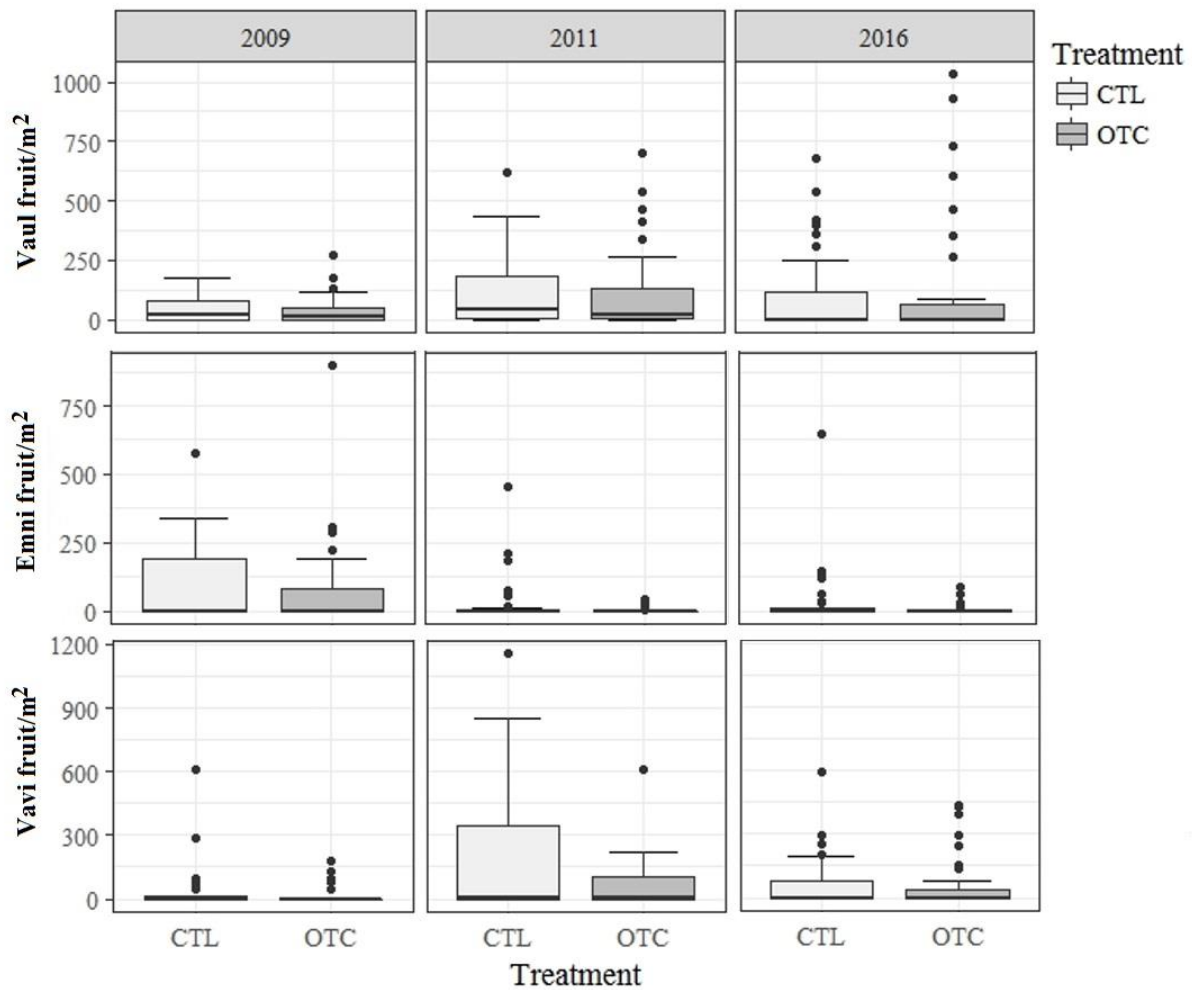 2009 2011 2016
Treatment
CTL
OTC
Vaul fruit/m²
1000
750
500
250
0
Emni fruit/m²
750
500
250
0
Vavi fruit/m²
1200
900
600
300
0
CTL OTC CTL OTC CTL OTC
Treatment